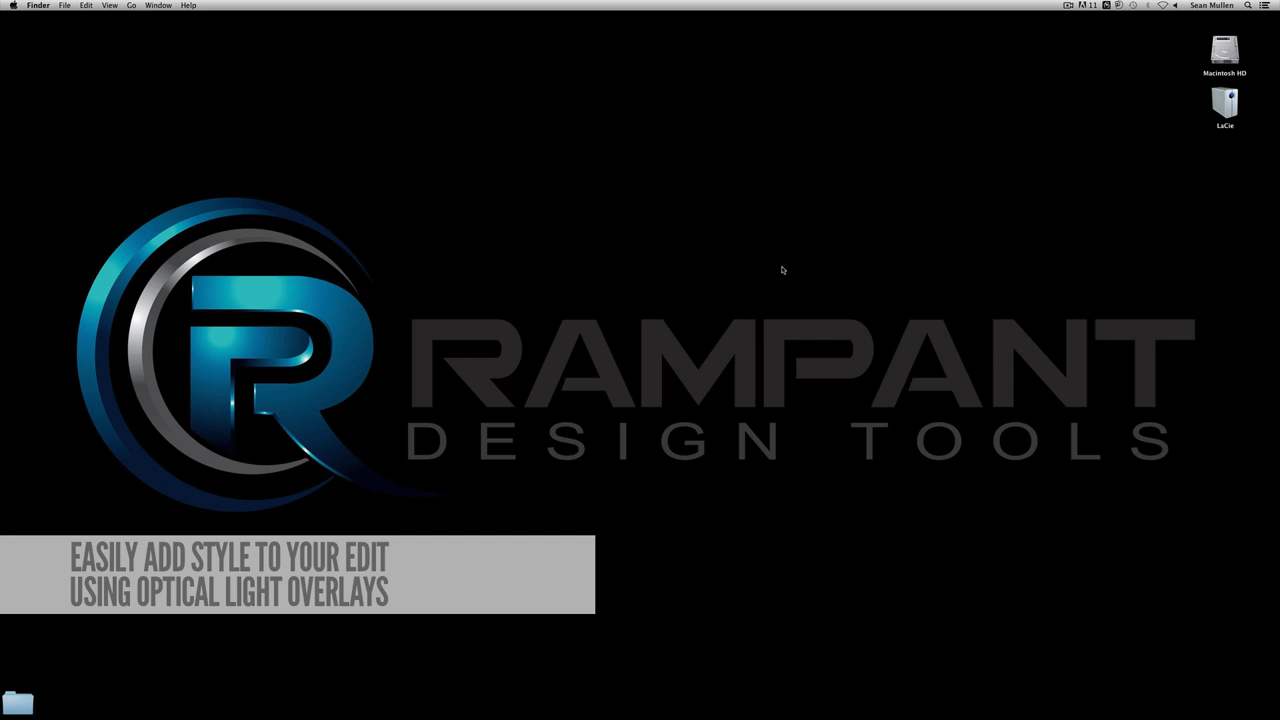 Finder File Edit View Go Window Help
11 Sean Mullen
Macintosh HD
LaCie
RAMPANT
DESIGN TOOLS
EASILY ADD STYLE TO YOUR EDIT
USING OPTICAL LIGHT OVERLAYS